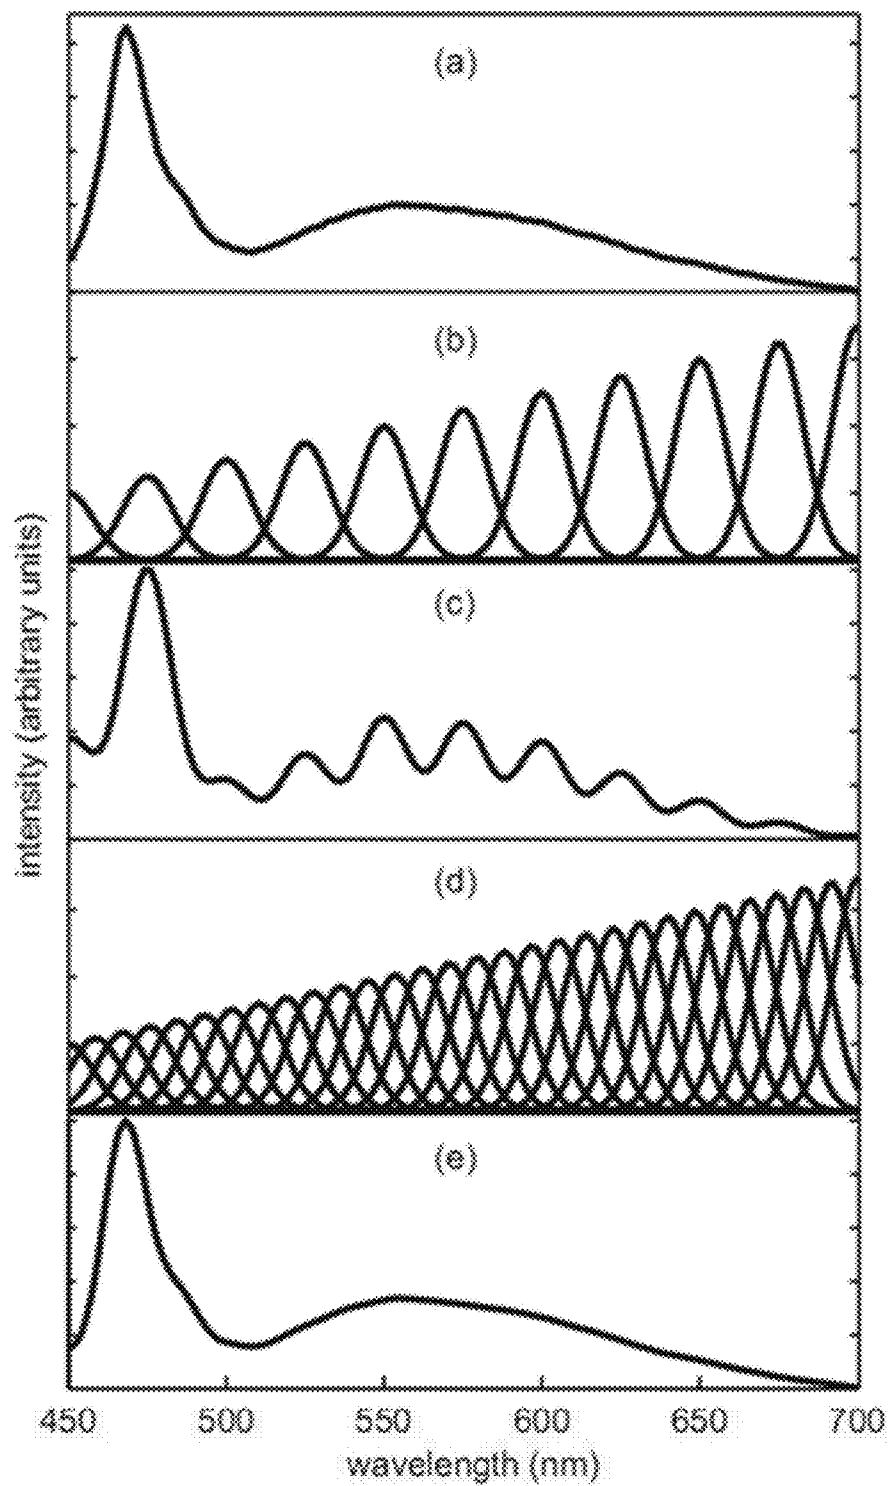 (a)
(b)
(c)
(d)
(e)
intensity (arbitrary units)
450 500 550 600 650 700
wavelength (nm)